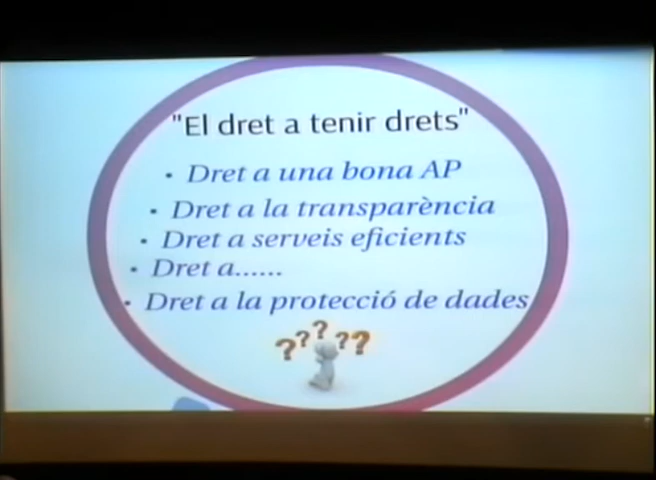 "El dret a tenir drets"
• Dret a una bona AP
• Dret a la transparència
• Dret a serveis eficients
• Dret a......
• Dret a la protecció de dades
? ? ? ? ?